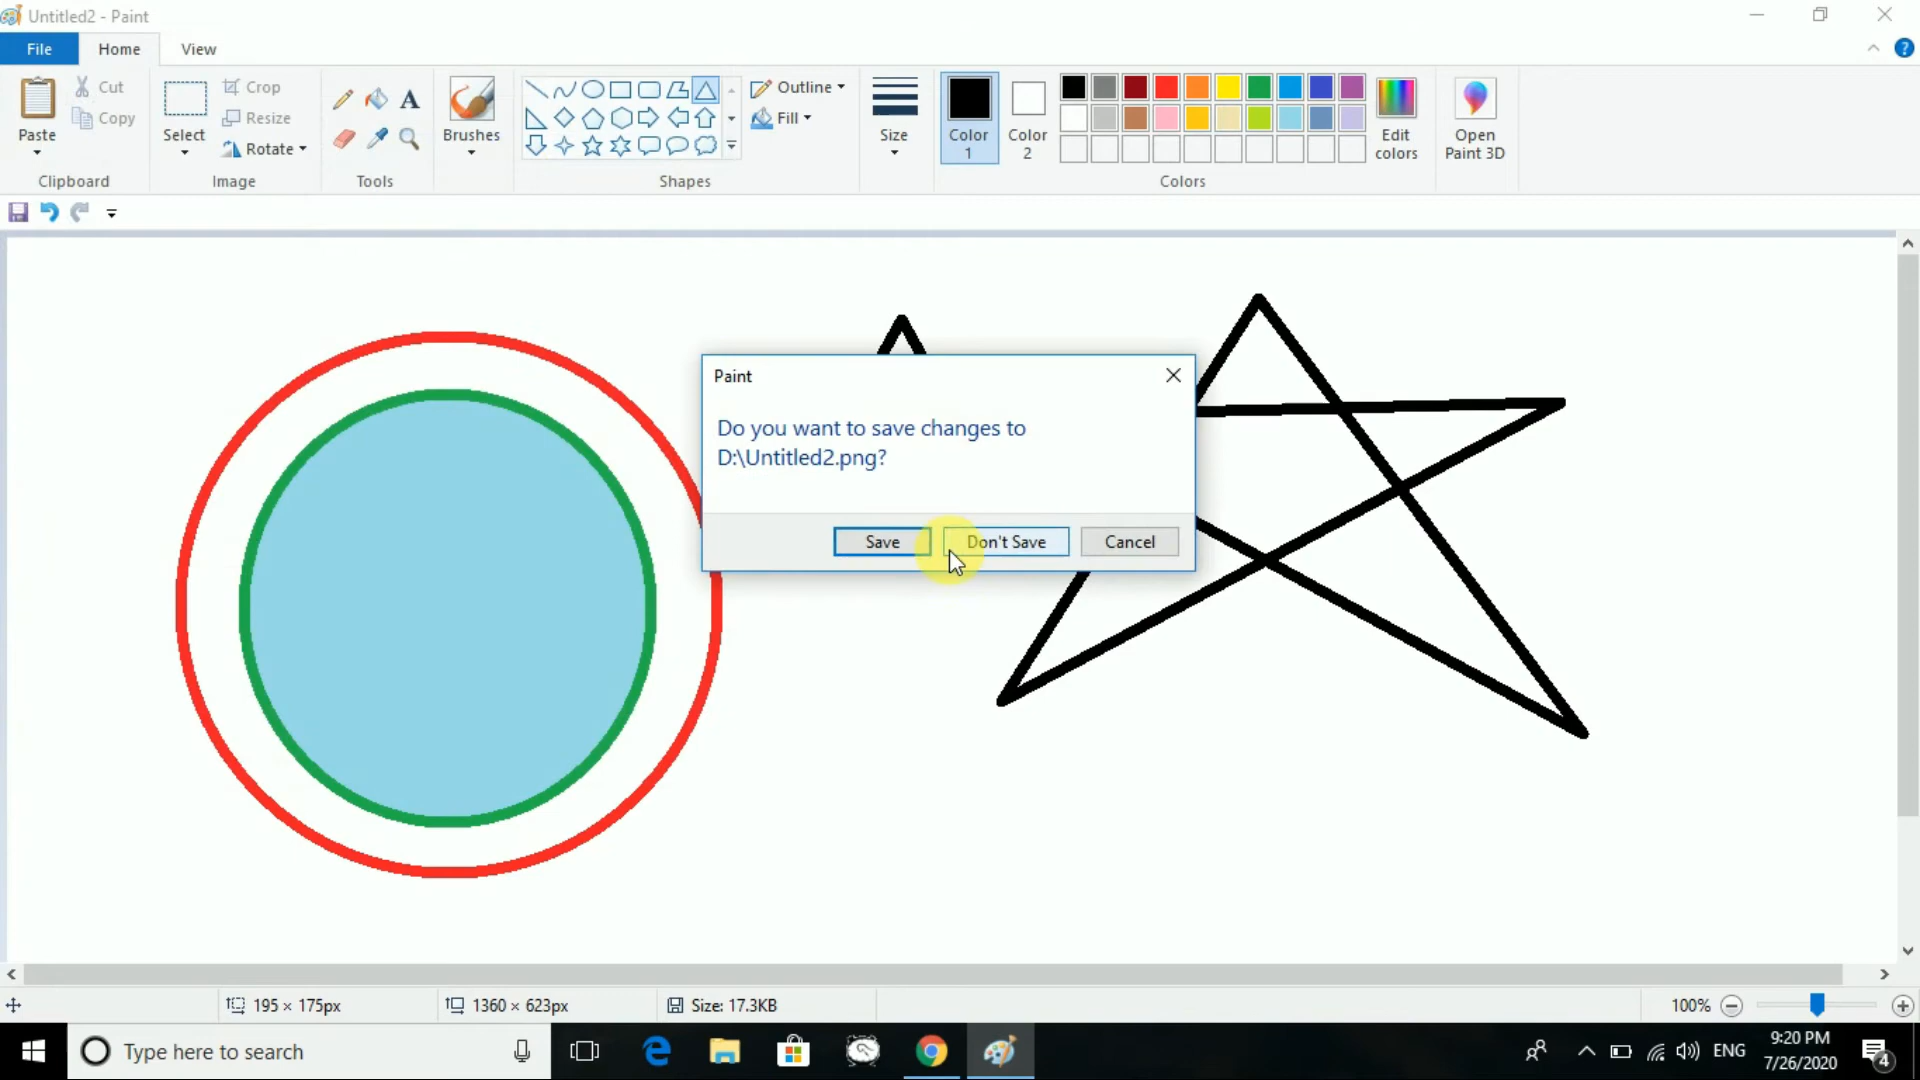 Untitled2 - Paint
File Home View
Paste
Cut
Copy
Clipboard
Select
Crop
Resize
Rotate
Image
A
Tools
Brushes
Outline
Fill
Shapes
Size
Color
1
Color
2
Edit
colors
Open
Paint 3D
Colors
?
Paint
Do you want to save changes to
D:\Untitled2.png?
Save Don't Save Cancel
195 × 175px 1360 × 623px Size: 17.3KB 100%
Type here to search
ENG
9:20 PM
7/26/2020
4